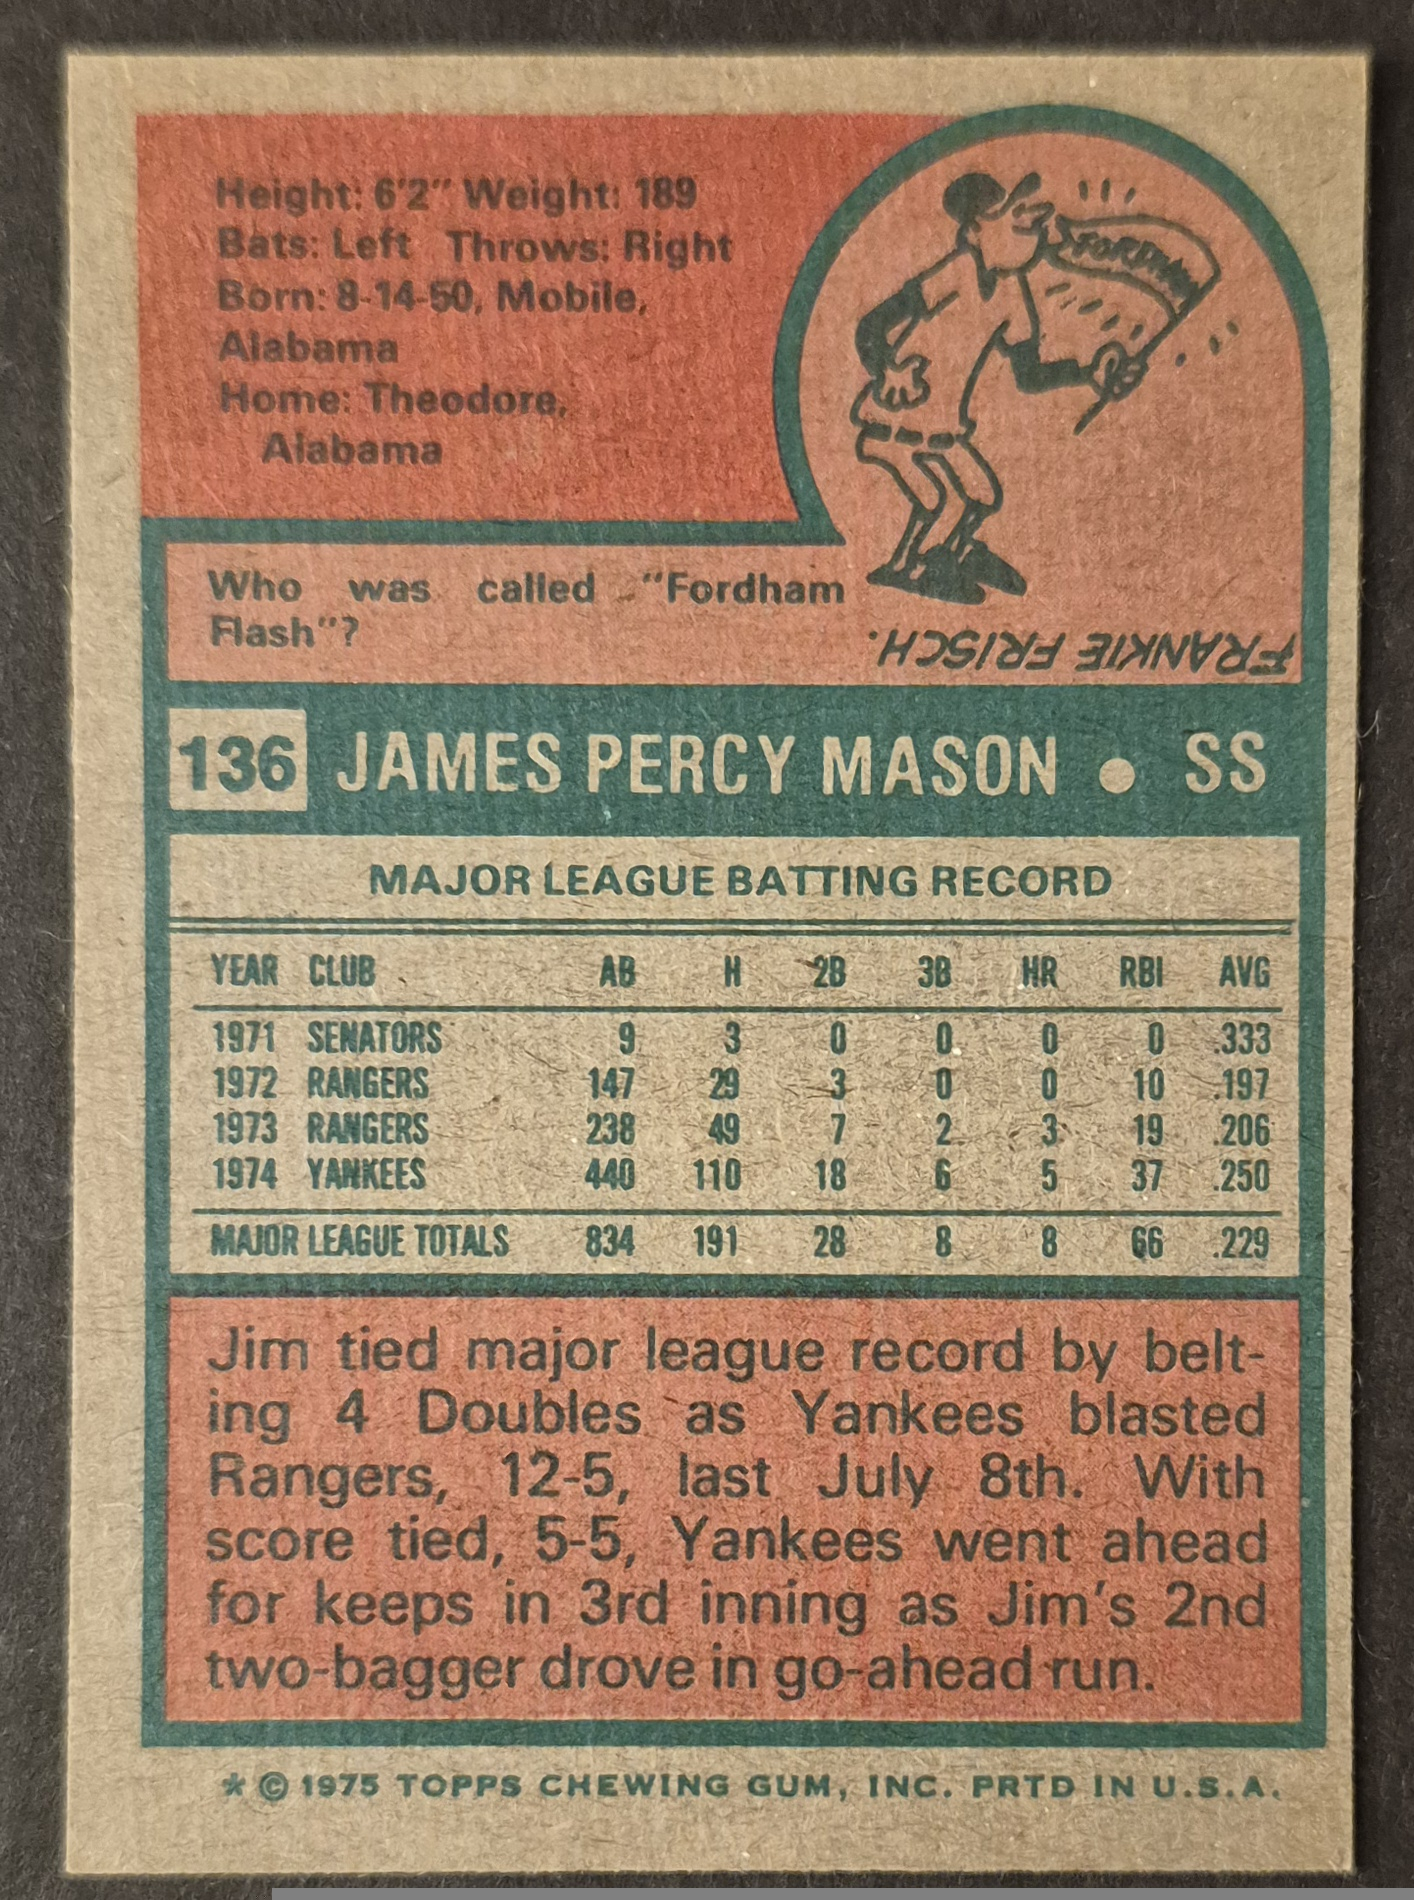 Height: 6'2" Weight: 189
Bats: Left Throws: Right
Born: 8-14-50, Mobile,
Alabama
Home: Theodore,
Alabama
FORDHAM
Who was called "Fordham
Flash"?
FRANKIE FRISCH.
136 JAMES PERCY MASON • SS
MAJOR LEAGUE BATTING RECORD
YEAR CLUB AB H 2B 3B HR RBI AVG
1971 SENATORS 9 3 0 0 0 0 .333
1972 RANGERS 147 29 3 0 0 10 .197
1973 RANGERS 238 49 7 2 3 19 .206
1974 YANKEES 440 110 18 6 5 37 .250
MAJOR LEAGUE TOTALS 834 191 28 8 8 66 .229
Jim tied major league record by belt-
ing 4 Doubles as Yankees blasted
Rangers, 12-5, last July 8th. With
score tied, 5-5, Yankees went ahead
for keeps in 3rd inning as Jim's 2nd
two-bagger drove in go-ahead run.
* © 1975 TOPPS CHEWING GUM, INC. PRTD IN U.S.A.